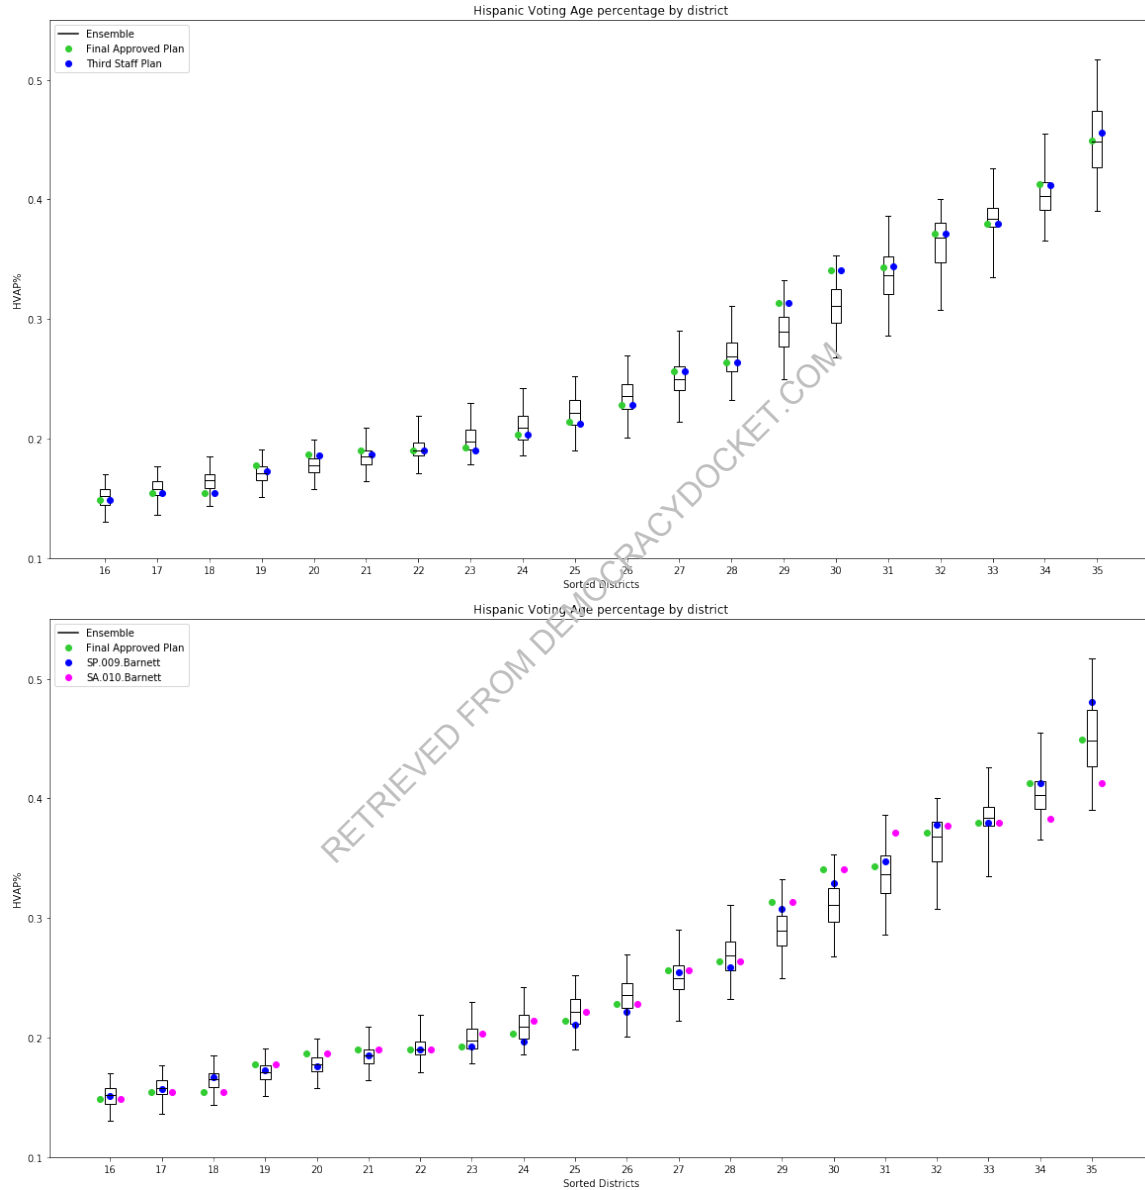 Hispanic Voting Age percentage by district
Ensemble
Final Approved Plan
Third Staff Plan
0.5
0.4
0.3
0.2
0.1
HVAP%
16 17 18 19 20 21 22 23 24 25 26 27 28 29 30 31 32 33 34 35
Sorted Districts
Hispanic Voting Age percentage by district
Ensemble
Final Approved Plan
SP.009.Barnett
SA.010.Barnett
0.5
0.4
0.3
0.2
0.1
HVAP%
16 17 18 19 20 21 22 23 24 25 26 27 28 29 30 31 32 33 34 35
Sorted Districts
RETRIEVED FROM DEMOCRACYDOCKET.COM